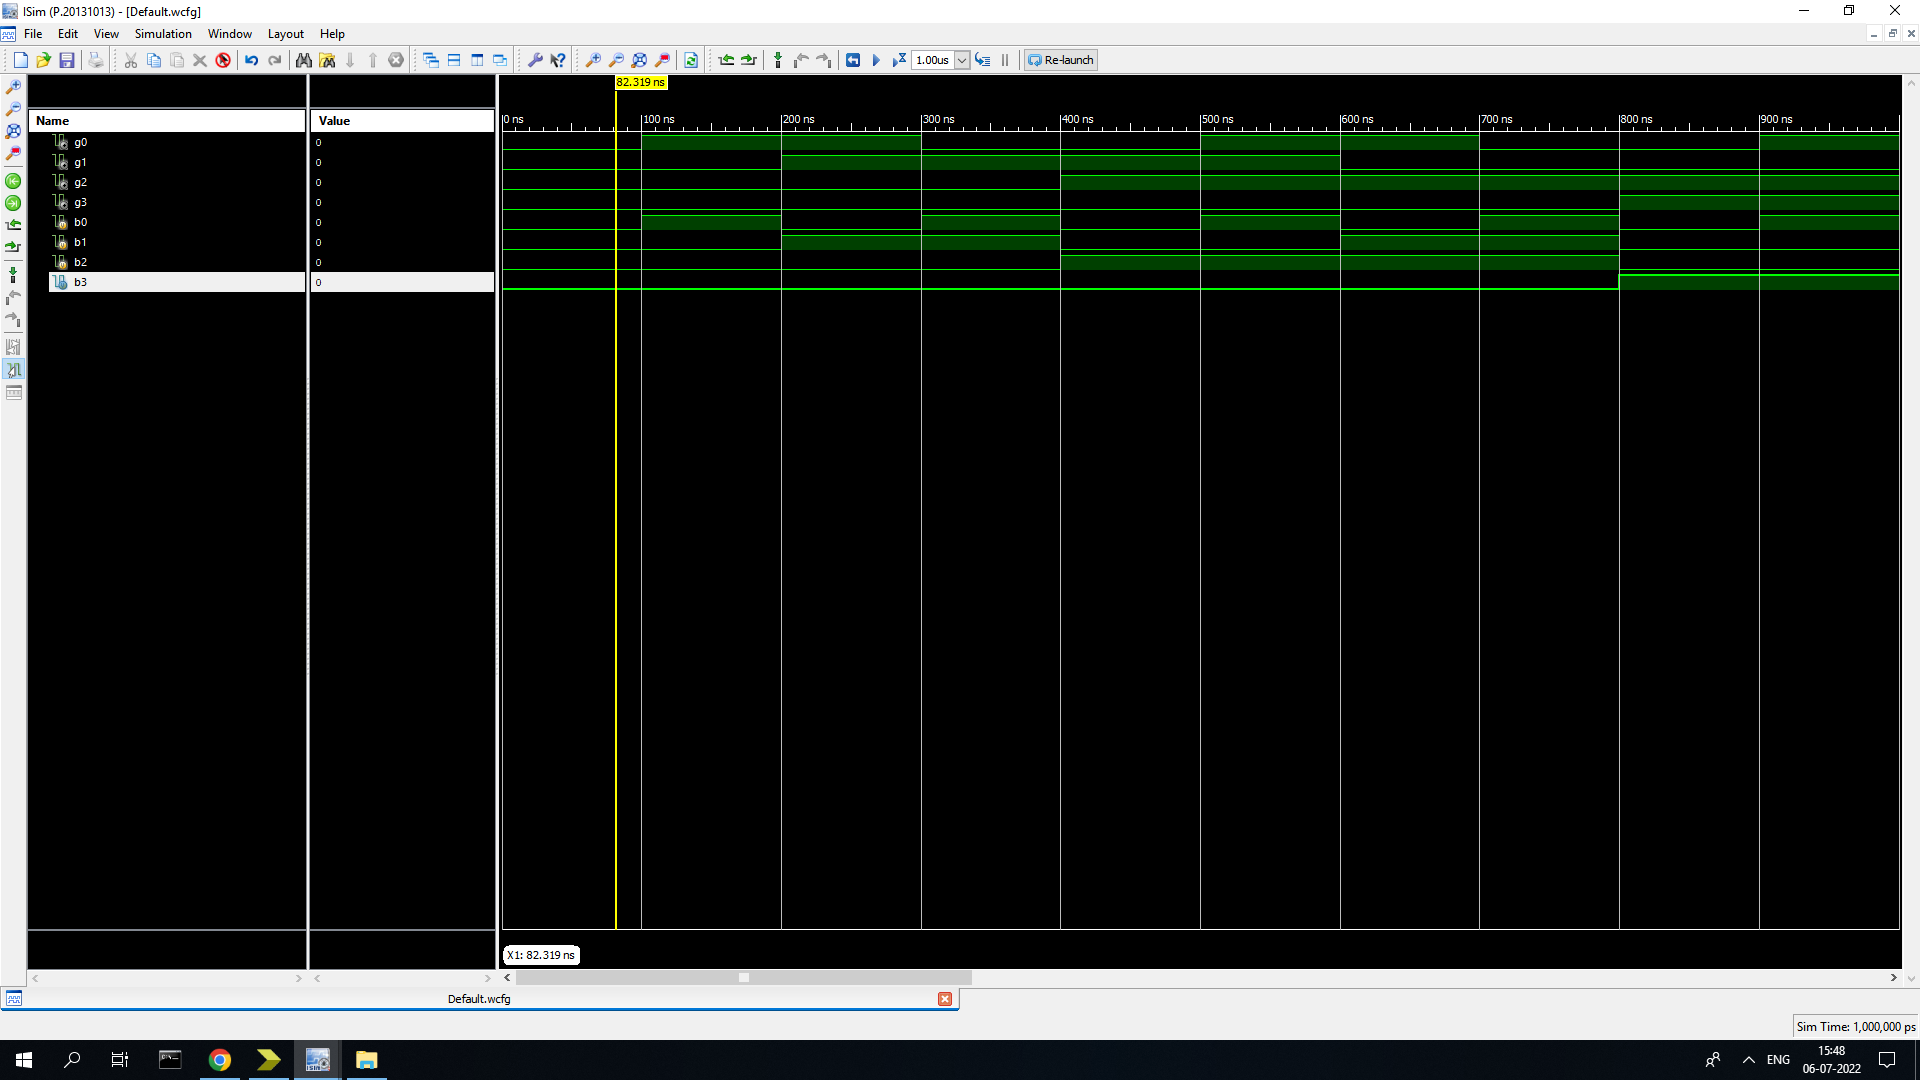 ISim (P.20131013) - [Default.wcfg]
File Edit View Simulation Window Layout Help
1.00us Re-launch
82.319 ns
Name Value
0 ns 100 ns 200 ns 300 ns 400 ns 500 ns 600 ns 700 ns 800 ns 900 ns
g0 0
g1 0
g2 0
g3 0
b0 0
b1 0
b2 0
b3 0
X1: 82.319 ns
Default.wcfg
Sim Time: 1,000,000 ps
ENG
15:48
06-07-2022